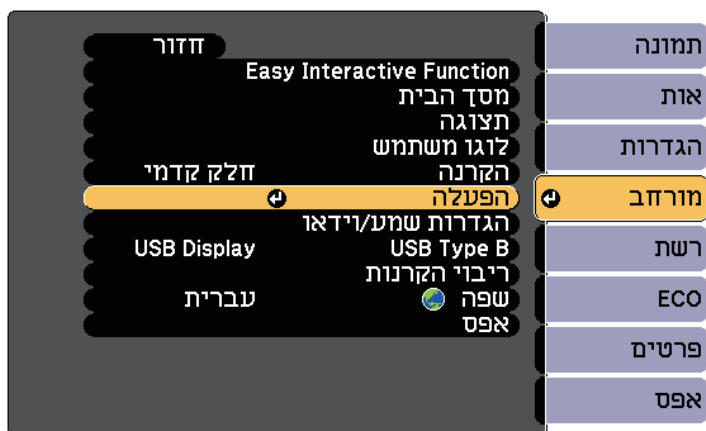 תמונה
אות
הגדרות
מורחב
רשת
ECO
פרטים
אפס
חזור
Easy Interactive Function
מסך הבית
תצוגה
לוגו משתמש
הקרנה חלק קדמי
הפעלה
הגדרות שמע/וידאו
USB Type B USB Display
ריבוי הקרנות
שפה עברית
אפס